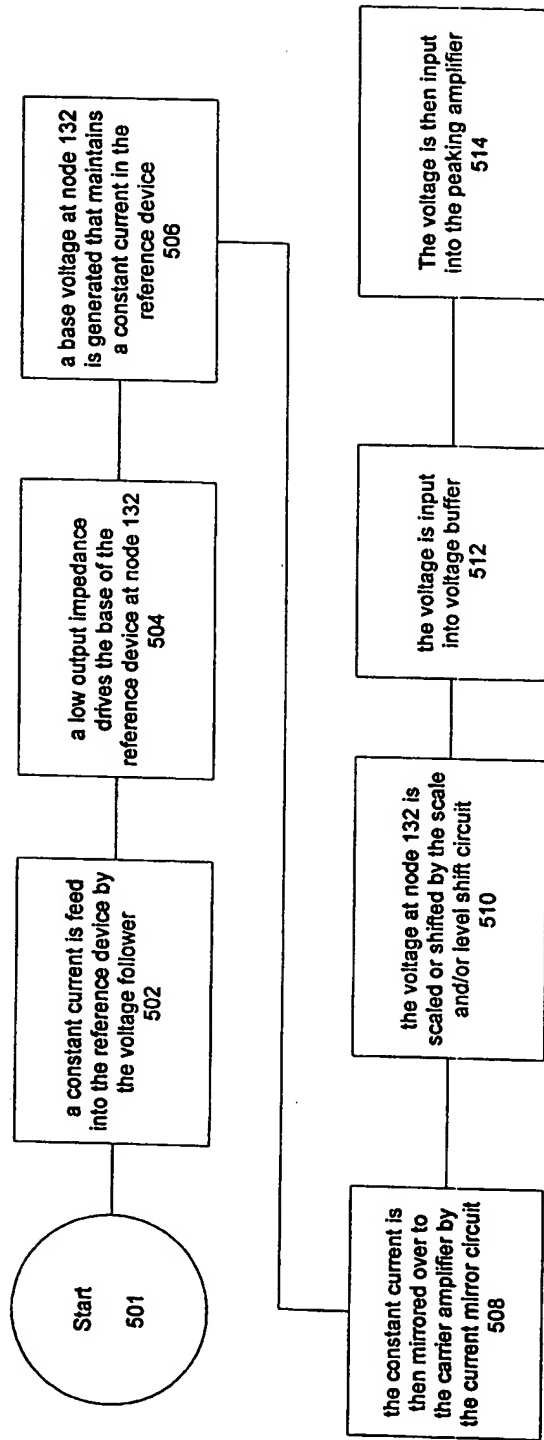 Start
501
a constant current is feed
into the reference device by
the voltage follower
502
a low output impedance
drives the base of the
reference device at node 132
504
a base voltage at node 132
is generated that maintains
a constant current in the
reference device
506
the constant current is
then mirrored over to
the carrier amplifier by
the current mirror circuit
508
the voltage at node 132 is
scaled or shifted by the scale
and/or level shift circuit
510
the voltage is input
into voltage buffer
512
The voltage is then input
into the peaking amplifier
514